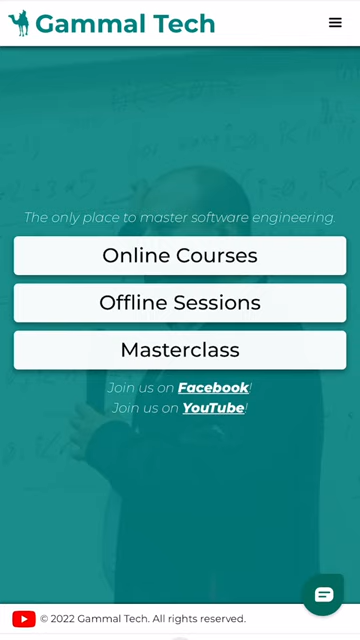 Gammal Tech
The only place to master software engineering.
Online Courses
Offline Sessions
Masterclass
Join us on Facebook!
Join us on YouTube!
© 2022 Gammal Tech. All rights reserved.